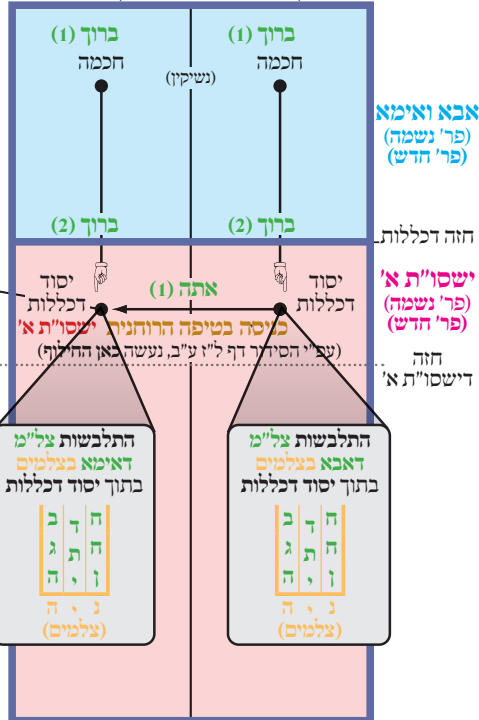 ברוך (1) ברוך (1)
חכמה חכמה
(נשיקין)
אבא ואימא
(פר' נשמה)
(פר' חדש)
ברוך (2) ברוך (2)
חזה דכללות
ישסו"ת א'
(פר' נשמה)
(פר' חדש)
יסוד
דכללות
אתה (1)
יסוד
דכללות
כניסה בטיפה הרוחנית ישסו"ת א'
(עפ"י הסידור דף ל"ז ע"ב, נעשה כאן החילוף)
חזה
דישסו"ת א'
התלבשות צל"מ
דאבא בצלמים
בתוך יסוד דכללות
ח ד ב
ח ת ג
ן י ה
נ י ה
(צלמים)
התלבשות צל"מ
דאימא בצלמים
בתוך יסוד דכללות
ח ד ב
ח ת ג
ן י ה
נ י ה
(צלמים)